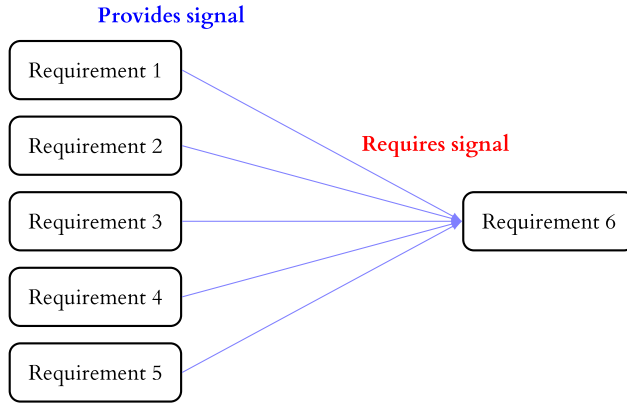 Provides signal
Requirement 1
Requirement 2
Requires signal
Requirement 3
Requirement 6
Requirement 4
Requirement 5